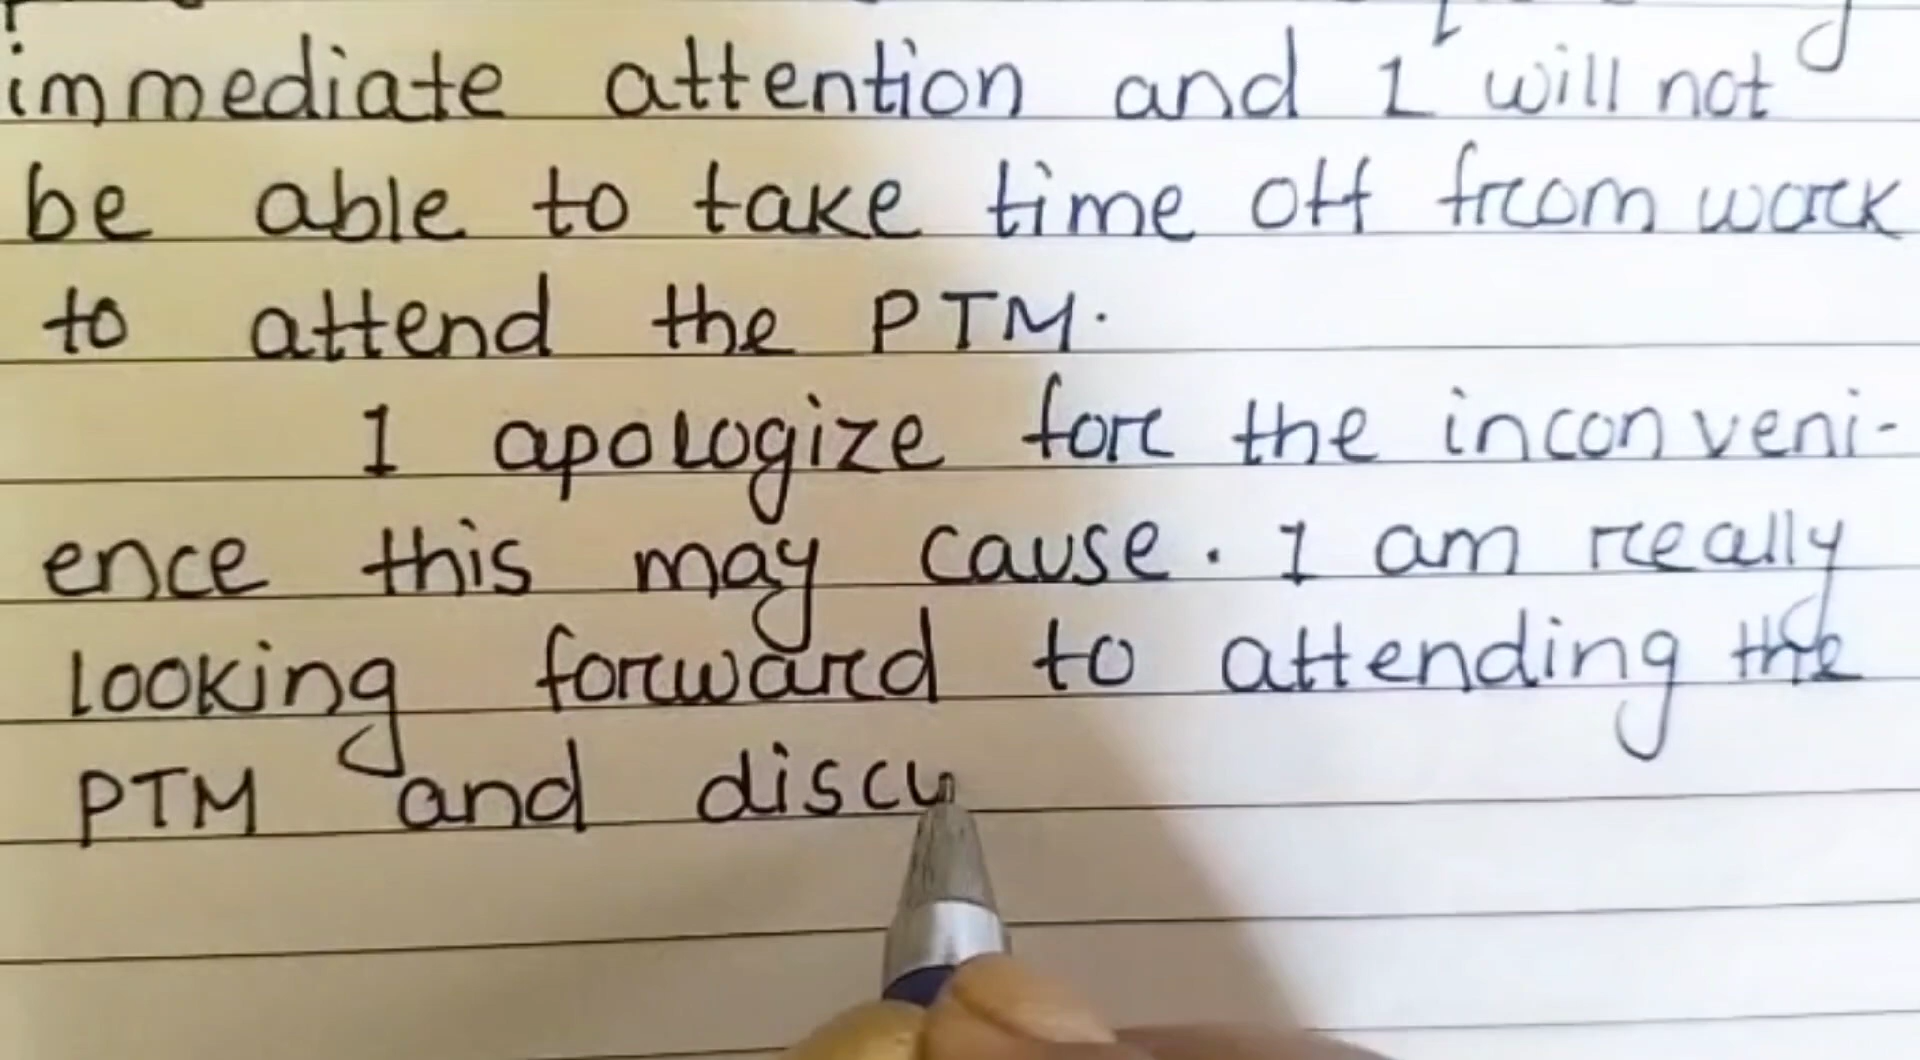 immediate attention and I will not
be able to take time off from work
to attend the PTM.
I apologize for the inconveni-
ence this may cause. I am really
looking forward to attending the
PTM and discu